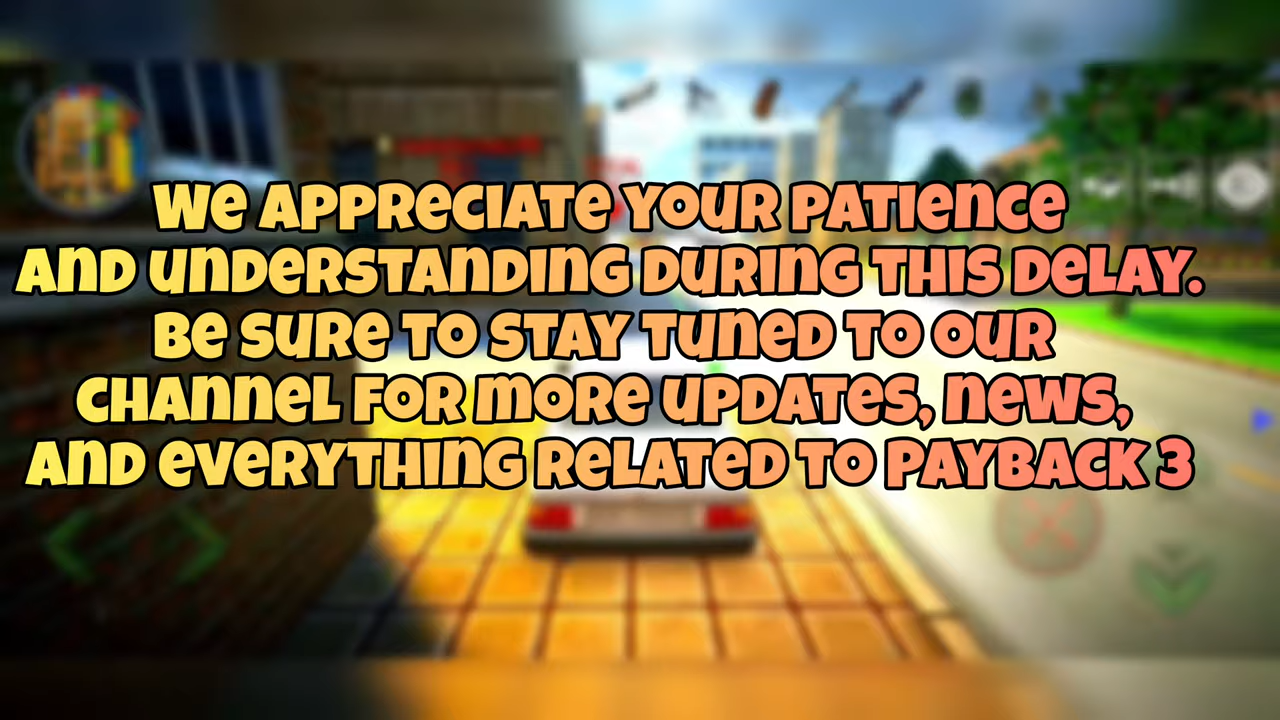 We appreciate your patience
and understanding during this delay.
Be sure to stay tuned to our
channel for more updates, news,
and everything related to Payback 3